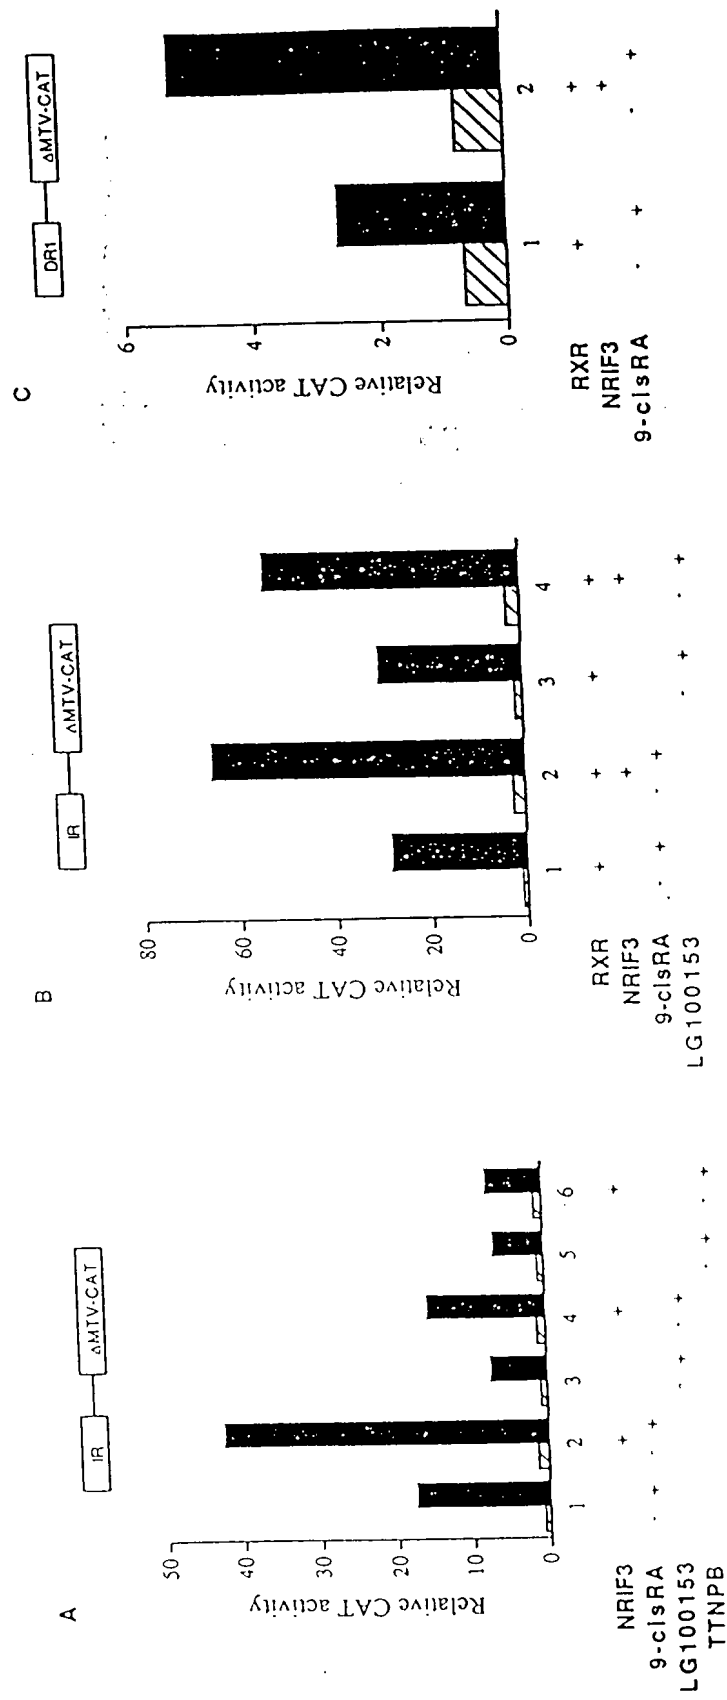 A
IR ΔMTV-CAT
Relative CAT activity
50
40
30
20
10
0
1 2 3 4 5 6
NRIF3 + + +
9-cisRA - + - +
LG100153 - + - +
TTNPB - + - +
B
IR ΔMTV-CAT
Relative CAT activity
80
60
40
20
0
1 2 3 4
RXR + + + +
NRIF3 + +
9-cisRA - + - +
LG100153 - + - +
C
DR1 ΔMTV-CAT
Relative CAT activity
6
4
2
0
1 2
RXR + +
NRIF3 +
9-cisRA - + - +